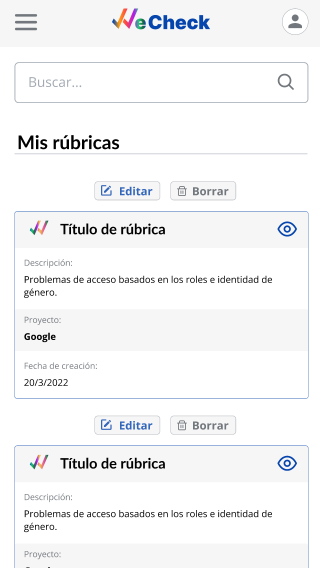 WeCheck
Buscar...
Mis rúbricas
Editar
Borrar
Título de rúbrica
Descripción:
Problemas de acceso basados en los roles e identidad de
género.
Proyecto:
Google
Fecha de creación:
20/3/2022
Editar
Borrar
Título de rúbrica
Descripción:
Problemas de acceso basados en los roles e identidad de
género.
Proyecto: